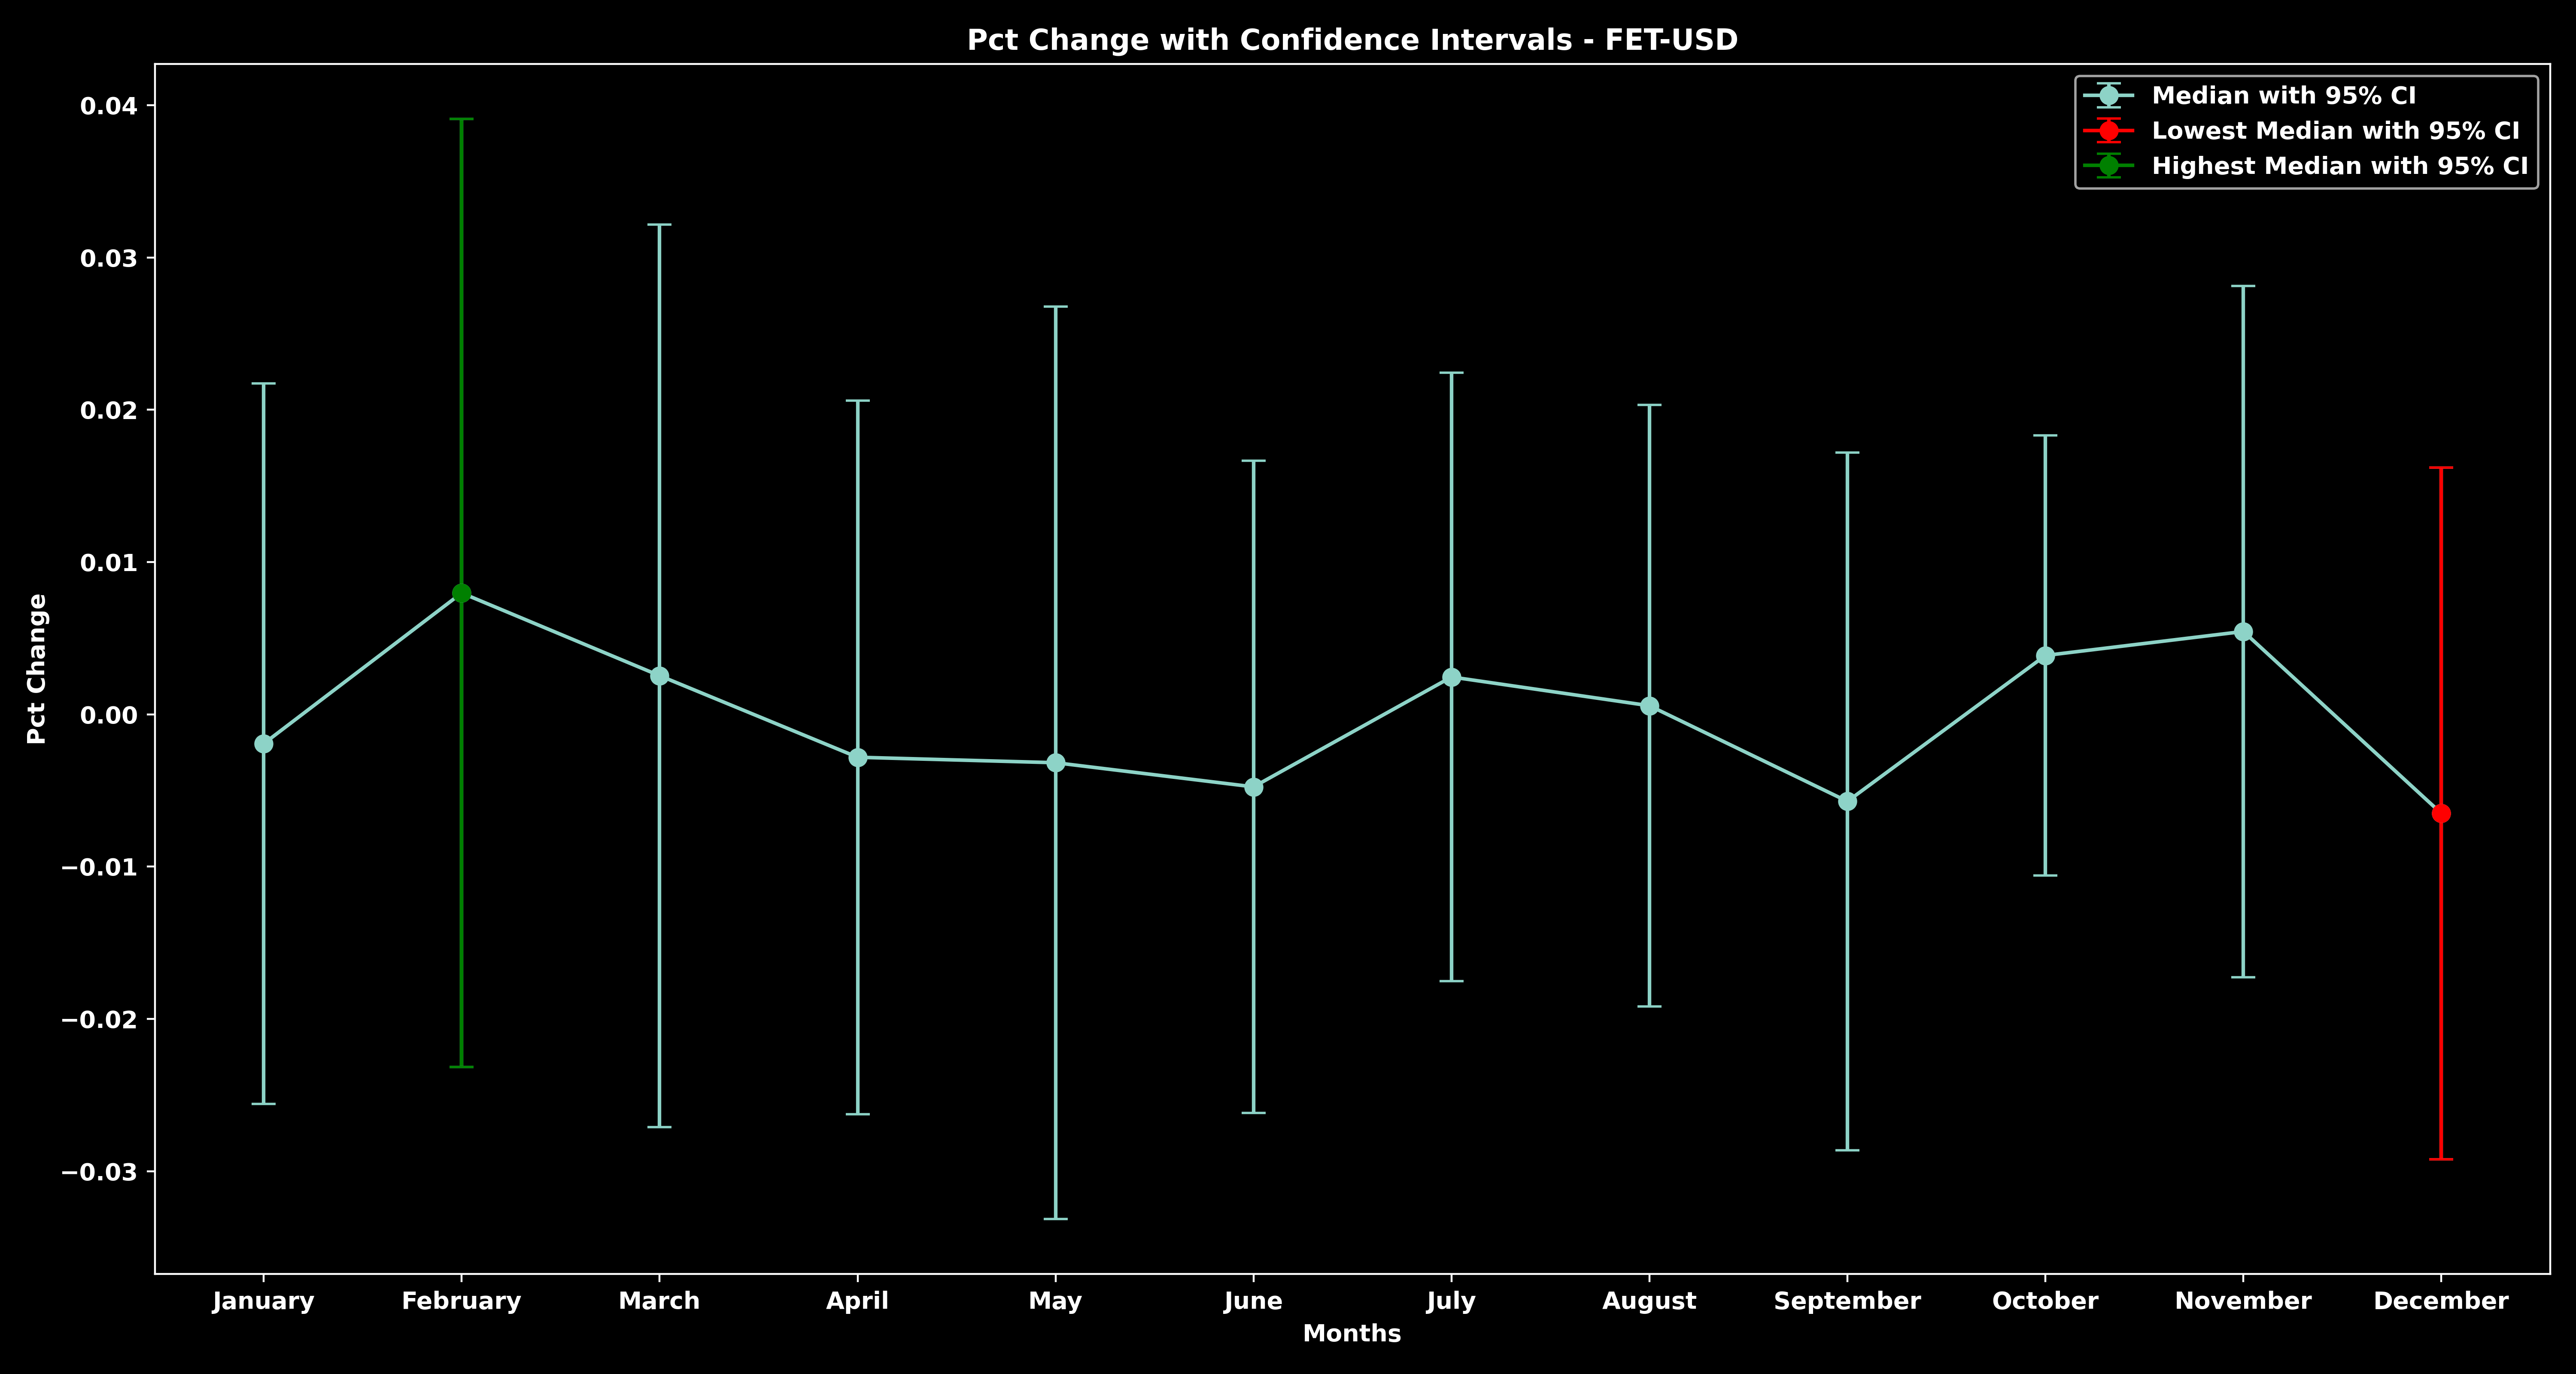 Pct Change with Confidence Intervals - FET-USD
Median with 95% CI
Lowest Median with 95% CI
Highest Median with 95% CI
Pct Change
0.04
0.03
0.02
0.01
0.00
−0.01
−0.02
−0.03
January February March April May June July August September October November December
Months